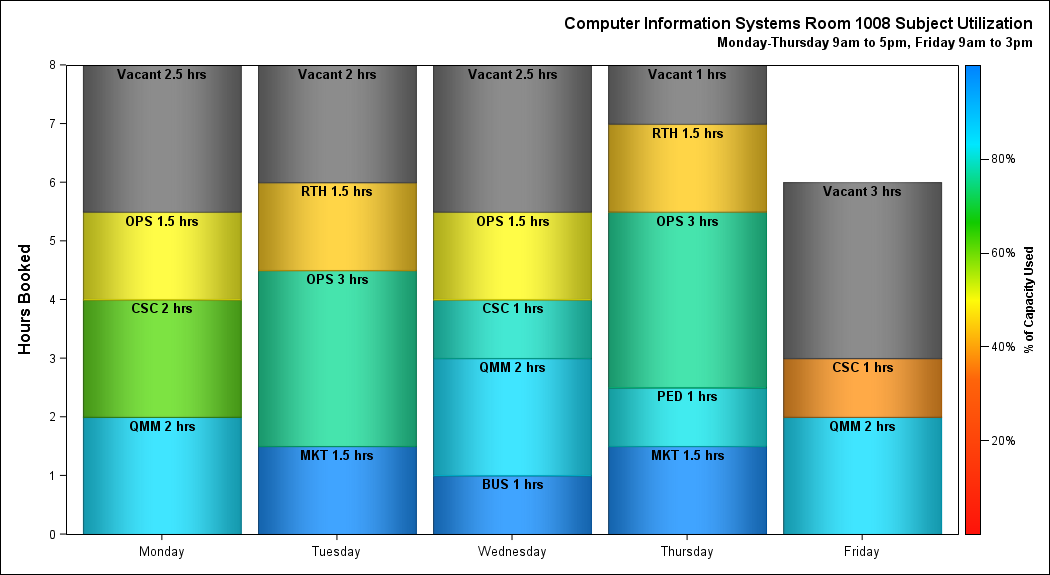 Computer Information Systems Room 1008 Subject Utilization
Monday-Thursday 9am to 5pm, Friday 9am to 3pm
Hours Booked
8
7
6
5
4
3
2
1
0
Vacant 2.5 hrs
OPS 1.5 hrs
CSC 2 hrs
QMM 2 hrs
Monday
Vacant 2 hrs
RTH 1.5 hrs
OPS 3 hrs
MKT 1.5 hrs
Tuesday
Vacant 2.5 hrs
OPS 1.5 hrs
CSC 1 hrs
QMM 2 hrs
BUS 1 hrs
Wednesday
Vacant 1 hrs
RTH 1.5 hrs
OPS 3 hrs
PED 1 hrs
MKT 1.5 hrs
Thursday
Vacant 3 hrs
CSC 1 hrs
QMM 2 hrs
Friday
80%
60%
40%
20%
% of Capacity Used